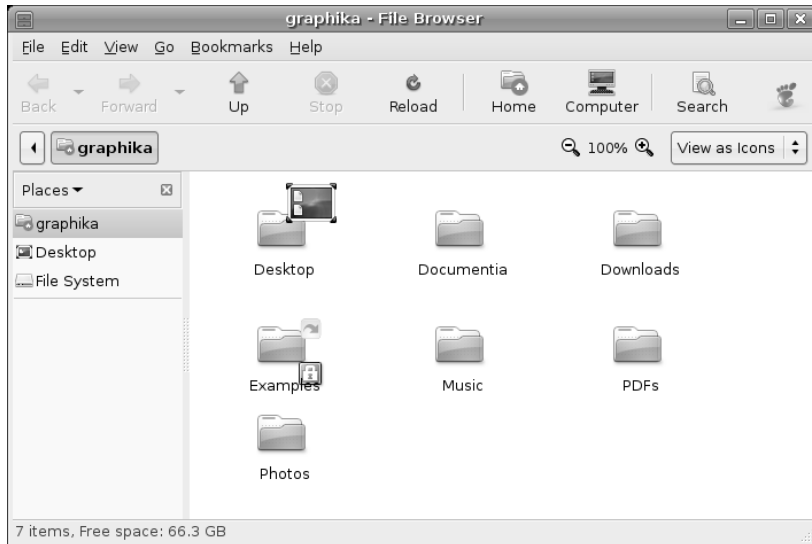 graphika - File Browser
File Edit View Go Bookmarks Help
Back Forward Up Stop Reload Home Computer Search
graphika 100% View as Icons
Places
graphika
Desktop
File System
Desktop Documentia Downloads
Examples Music PDFs
Photos
7 items, Free space: 66.3 GB